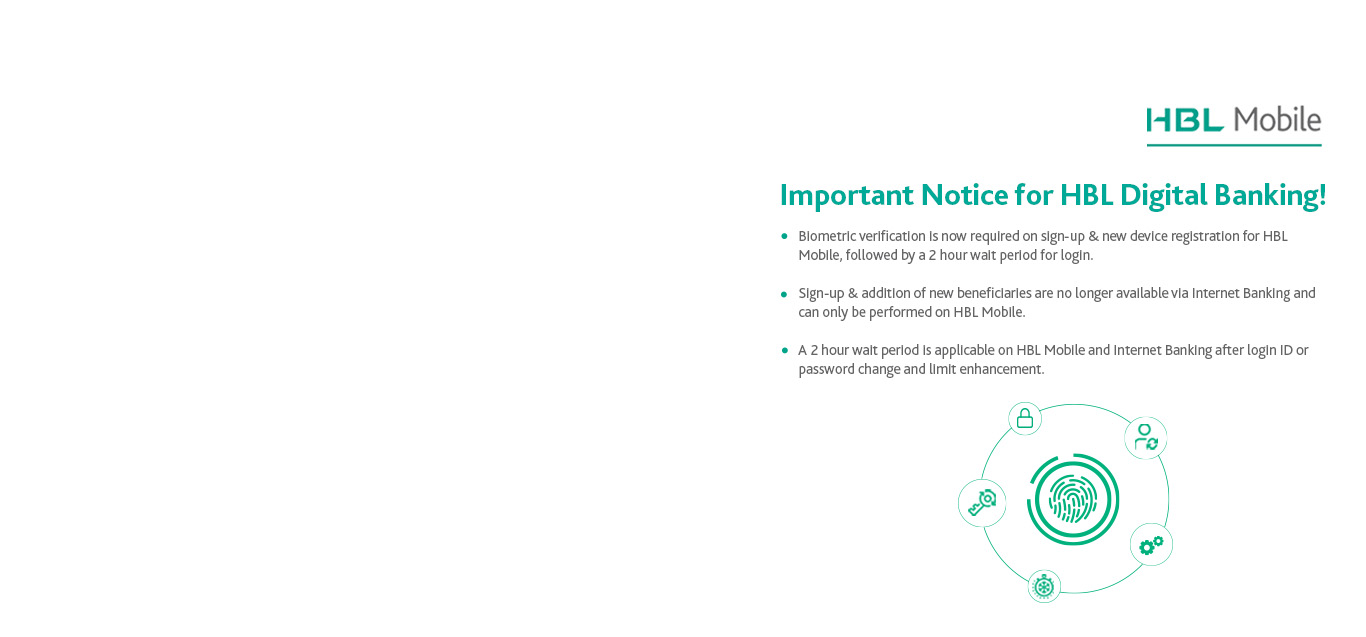 HBL Mobile
Important Notice for HBL Digital Banking!
• Biometric verification is now required on sign-up & new device registration for HBL
Mobile, followed by a 2 hour wait period for login.
• Sign-up & addition of new beneficiaries are no longer available via Internet Banking and
can only be performed on HBL Mobile.
• A 2 hour wait period is applicable on HBL Mobile and Internet Banking after login ID or
password change and limit enhancement.